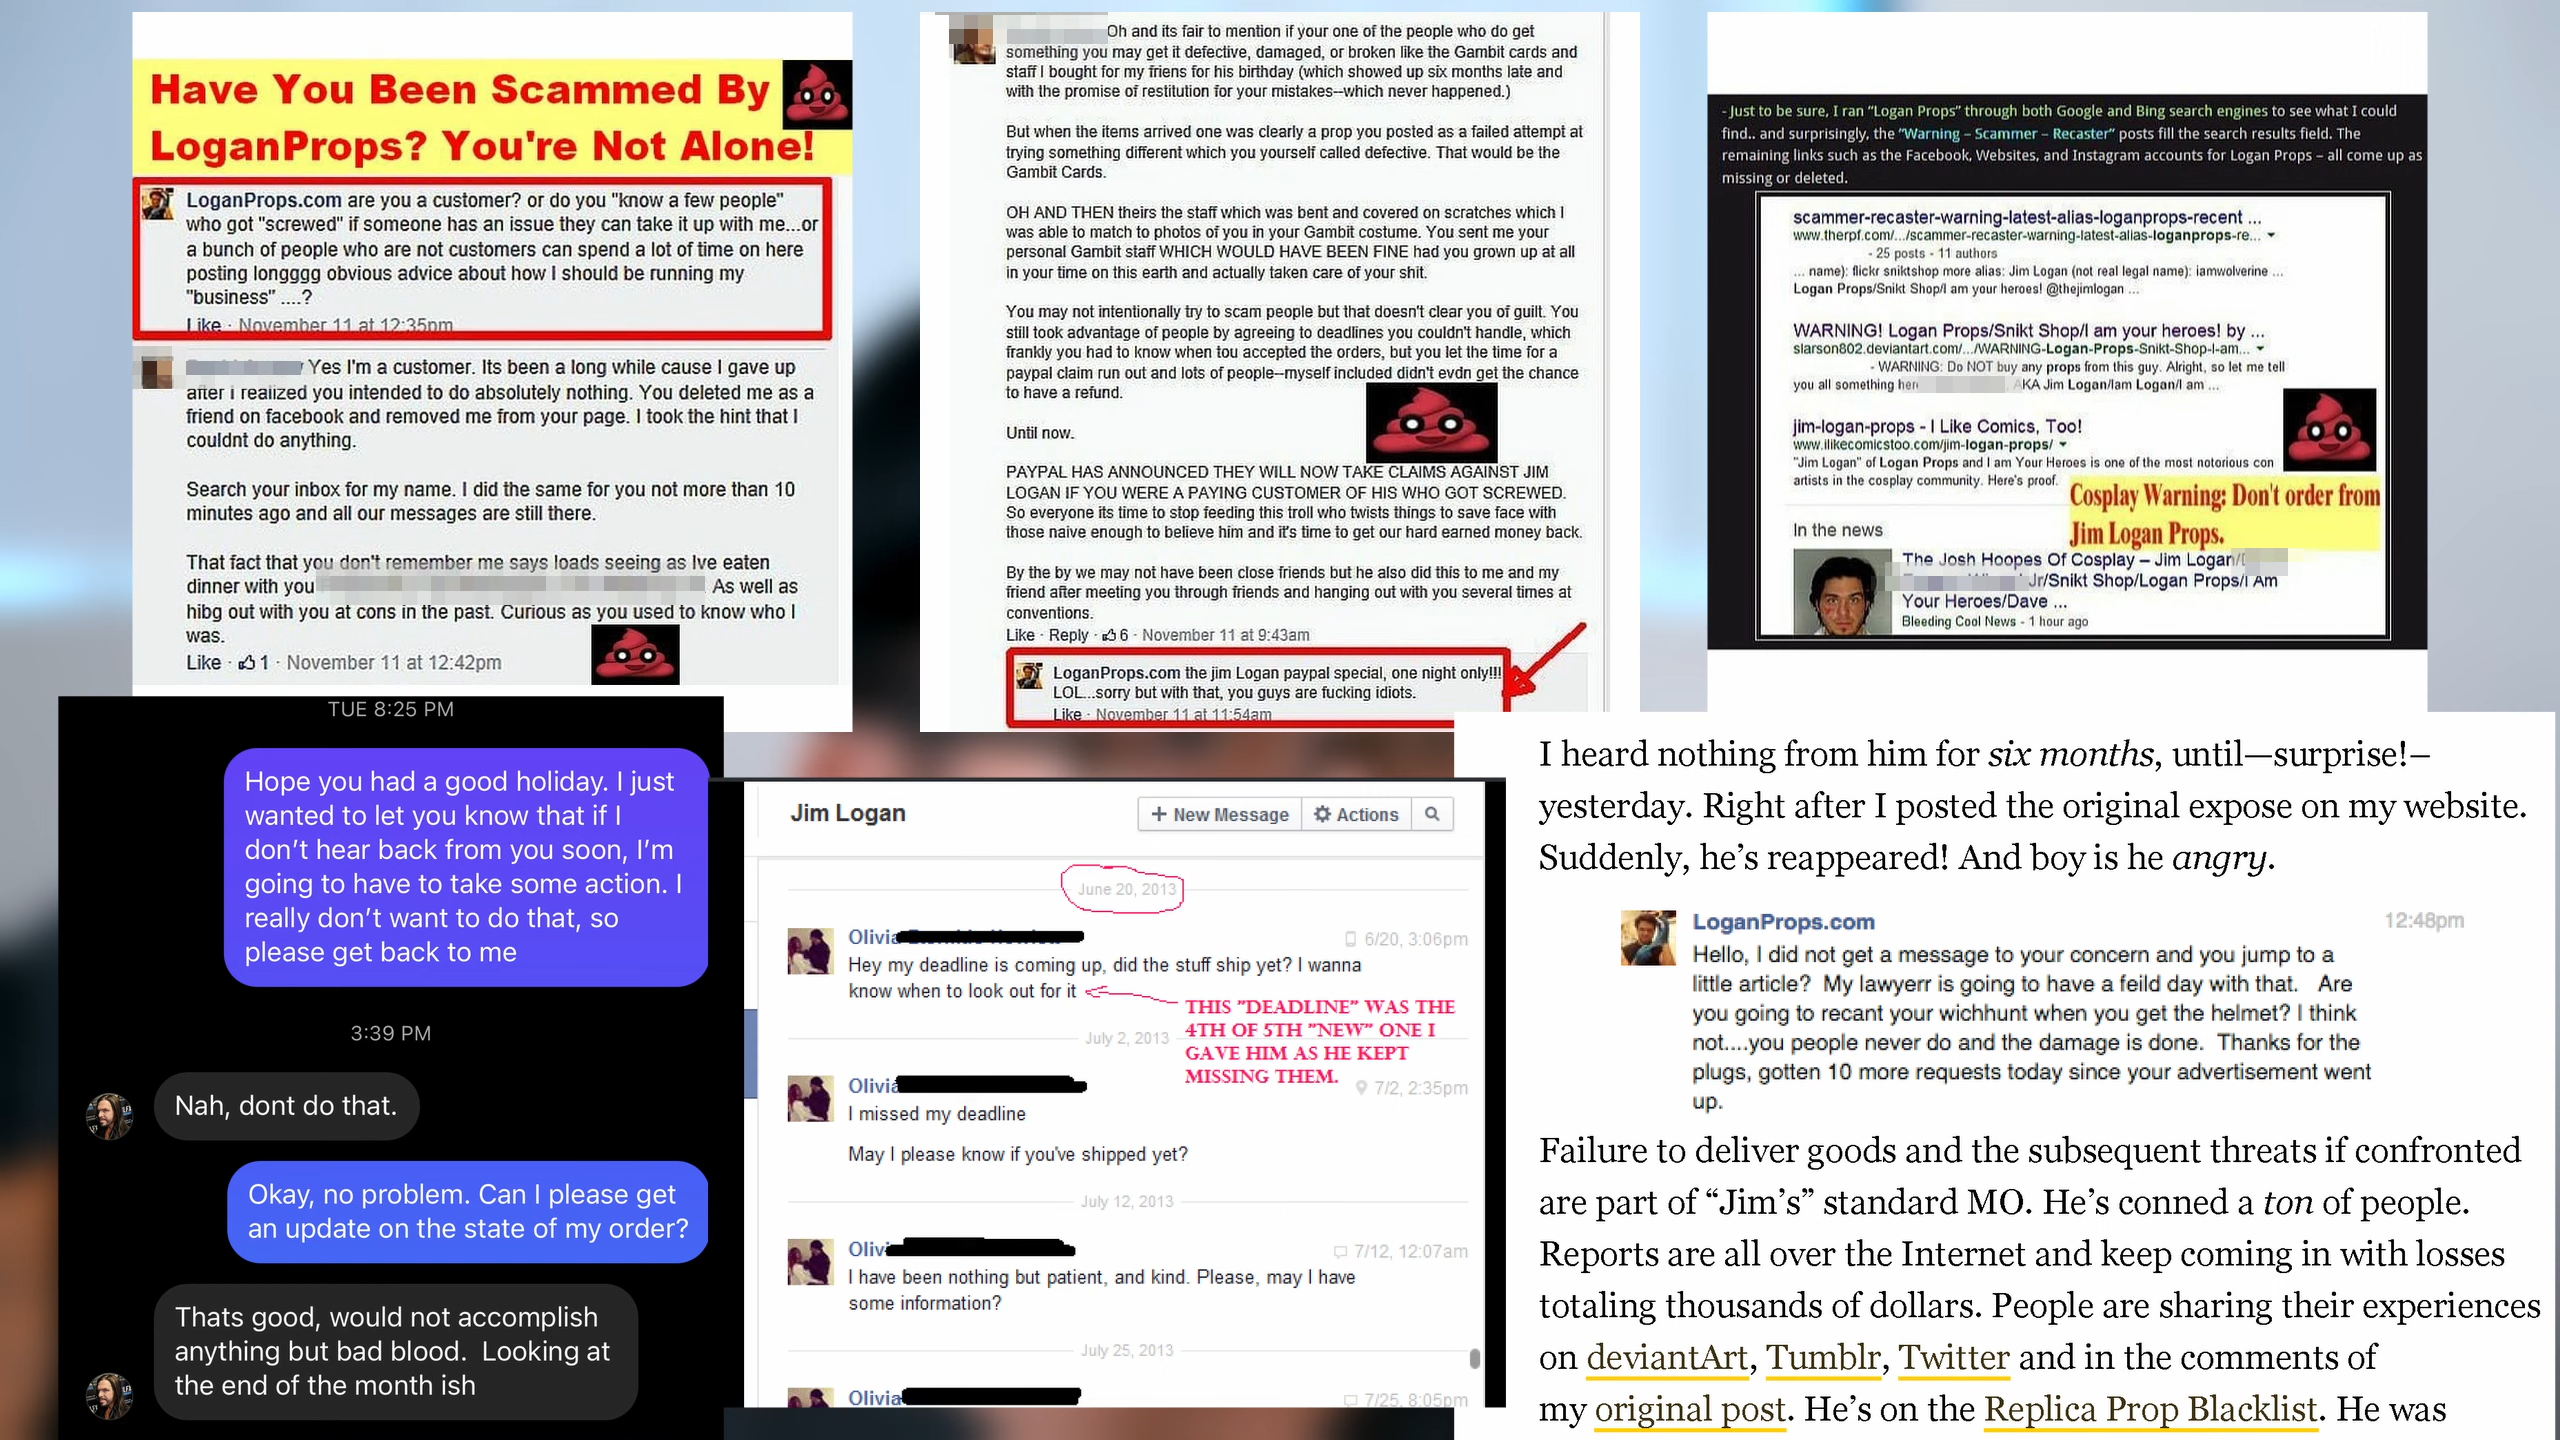 Have You Been Scammed By
LoganProps? You're Not Alone!
LoganProps.com are you a customer? or do you "know a few people"
who got "screwed" if someone has an issue they can take it up with me...or
a bunch of people who are not customers can spend a lot of time on here
posting longggg obvious advice about how I should be running my
"business" ....?
Like · November 11 at 12:35pm
Yes I'm a customer. Its been a long while cause I gave up
after I realized you intended to do absolutely nothing. You deleted me as a
friend on facebook and removed me from your page. I took the hint that I
couldnt do anything.
Search your inbox for my name. I did the same for you not more than 10
minutes ago and all our messages are still there.
That fact that you don't remember me says loads seeing as Ive eaten
dinner with you As well as
hibg out with you at cons in the past. Curious as you used to know who I
was.
Like · 1 · November 11 at 12:42pm
Oh and its fair to mention if your one of the people who do get
something you may get it defective, damaged, or broken like the Gambit cards and
staff I bought for my friens for his birthday (which showed up six months late and
with the promise of restitution for your mistakes--which never happened.)
But when the items arrived one was clearly a prop you posted as a failed attempt at
trying something different which you yourself called defective. That would be the
Gambit Cards.
OH AND THEN theirs the staff which was bent and covered on scratches which I
was able to match to photos of you in your Gambit costume. You sent me your
personal Gambit staff WHICH WOULD HAVE BEEN FINE had you grown up at all
in your time on this earth and actually taken care of your shit.
You may not intentionally try to scam people but that doesn't clear you of guilt. You
still took advantage of people by agreeing to deadlines you couldn't handle, which
frankly you had to know when tou accepted the orders, but you let the time for a
paypal claim run out and lots of people--myself included didn't evdn get the chance
to have a refund.
Until now.
PAYPAL HAS ANNOUNCED THEY WILL NOW TAKE CLAIMS AGAINST JIM
LOGAN IF YOU WERE A PAYING CUSTOMER OF HIS WHO GOT SCREWED.
So everyone its time to stop feeding this troll who twists things to save face with
those naive enough to believe him and it's time to get our hard earned money back.
By the by we may not have been close friends but he also did this to me and my
friend after meeting you through friends and hanging out with you several times at
conventions.
Like · Reply · 6 · November 11 at 9:43am
LoganProps.com the jim Logan paypal special, one night only!!!
LOL...sorry but with that, you guys are fucking idiots.
Like · November 11 at 11:54am
- Just to be sure, I ran "Logan Props" through both Google and Bing search engines to see what I could
find.. and surprisingly, the "Warning – Scammer – Recaster" posts fill the search results field. The
remaining links such as the Facebook, Websites, and Instagram accounts for Logan Props – all come up as
missing or deleted.
scammer-recaster-warning-latest-alias-loganprops-recent ...
www.therpf.com/.../scammer-recaster-warning-latest-alias-loganprops-re...
- 25 posts - 11 authors
... name): flickr sniktshop more alias: Jim Logan (not real legal name): iamwolverine ...
Logan Props/Snikt Shop/I am your heroes! @thejimlogan ...
WARNING! Logan Props/Snikt Shop/I am your heroes! by ...
slarson802.deviantart.com/.../WARNING-Logan-Props-Snikt-Shop-I-am...
- WARNING: Do NOT buy any props from this guy. Alright, so let me tell
you all something AKA Jim Logan/Iam Logan/I am ...
jim-logan-props - I Like Comics, Too!
www.ilikecomicstoo.com/jim-logan-props/
"Jim Logan" of Logan Props and I am Your Heroes is one of the most notorious con
artists in the cosplay community. Here's proof.
Cosplay Warning: Don't order from
Jim Logan Props.
In the news
The Josh Hoopes Of Cosplay – Jim Logan/
Jr/Snikt Shop/Logan Props/I Am
Your Heroes/Dave ...
Bleeding Cool News - 1 hour ago
TUE 8:25 PM
Hope you had a good holiday. I just
wanted to let you know that if I
don't hear back from you soon, I'm
going to have to take some action. I
really don't want to do that, so
please get back to me
3:39 PM
Nah, dont do that.
Okay, no problem. Can I please get
an update on the state of my order?
Thats good, would not accomplish
anything but bad blood. Looking at
the end of the month ish
Jim Logan
+ New Message
Actions
June 20, 2013
Olivia
6/20, 3:06pm
Hey my deadline is coming up, did the stuff ship yet? I wanna
know when to look out for it
THIS "DEADLINE" WAS THE
4TH OF 5TH "NEW" ONE I
GAVE HIM AS HE KEPT
MISSING THEM.
July 2, 2013
Olivia
7/2, 2:35pm
I missed my deadline
May I please know if you've shipped yet?
July 12, 2013
Olivi
7/12, 12:07am
I have been nothing but patient, and kind. Please, may I have
some information?
July 25, 2013
Olivia
7/25, 8:05pm
I heard nothing from him for six months, until—surprise!–
yesterday. Right after I posted the original expose on my website.
Suddenly, he's reappeared! And boy is he angry.
LoganProps.com
12:48pm
Hello, I did not get a message to your concern and you jump to a
little article? My lawyerr is going to have a feild day with that. Are
you going to recant your wichhunt when you get the helmet? I think
not....you people never do and the damage is done. Thanks for the
plugs, gotten 10 more requests today since your advertisement went
up.
Failure to deliver goods and the subsequent threats if confronted
are part of "Jim's" standard MO. He's conned a ton of people.
Reports are all over the Internet and keep coming in with losses
totaling thousands of dollars. People are sharing their experiences
on deviantArt, Tumblr, Twitter and in the comments of
my original post. He's on the Replica Prop Blacklist. He was